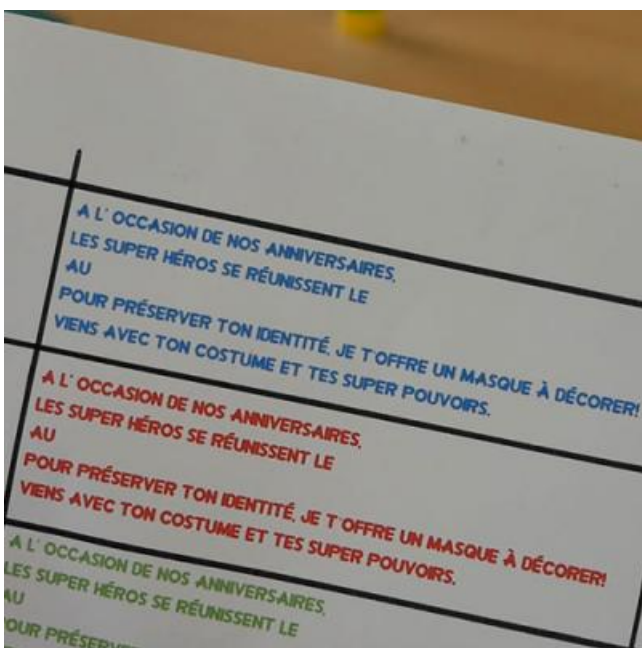 A L' OCCASION DE NOS ANNIVERSAIRES,
LES SUPER HÉROS SE RÉUNISSENT LE
AU
POUR PRÉSERVER TON IDENTITÉ, JE T'OFFRE UN MASQUE À DÉCORER!
VIENS AVEC TON COSTUME ET TES SUPER POUVOIRS.
A L' OCCASION DE NOS ANNIVERSAIRES,
LES SUPER HÉROS SE RÉUNISSENT LE
AU
POUR PRÉSERVER TON IDENTITÉ, JE T'OFFRE UN MASQUE À DÉCORER!
VIENS AVEC TON COSTUME ET TES SUPER POUVOIRS.
A L' OCCASION DE NOS ANNIVERSAIRES,
LES SUPER HÉROS SE RÉUNISSENT LE
AU